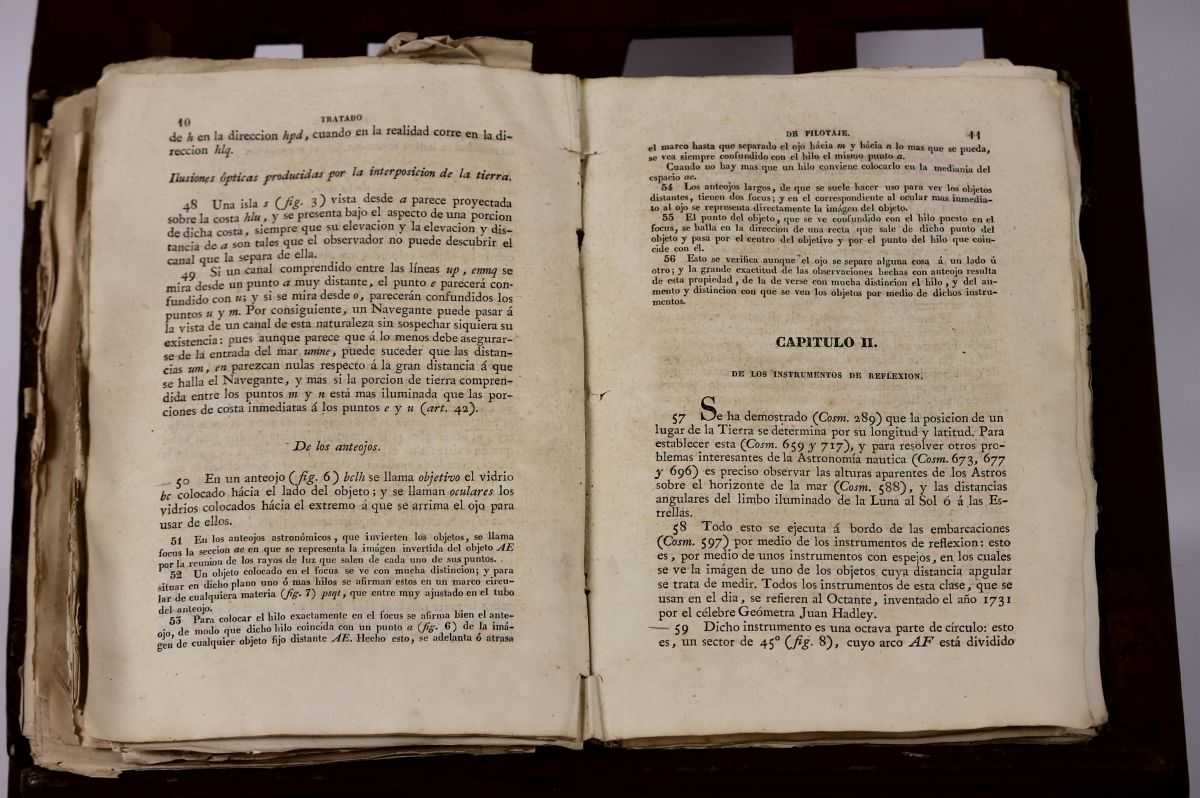 10
TRATADO
de h en la direccion hpd, cuando en la realidad corre en la di-
reccion hlq.
Ilusiones ópticas producidas por la interposicion de la tierra.
48 Una isla s (fig. 3) vista desde a parece proyectada
sobre la costa hlu, y se presenta bajo el aspecto de una porcion
de dicha costa, siempre que su elevacion y la elevacion y dis-
tancia de a son tales que el observador no puede descubrir el
canal que la separa de ella.
49 Si un canal comprendido entre las líneas up, enmq se
mira desde un punto a muy distante, el punto e parecerá con-
fundido con u; y si se mira desde o, parecerán confundidos los
puntos u y m. Por consiguiente, un Navegante puede pasar á
la vista de un canal de esta naturaleza sin sospechar siquiera su
existencia: pues aunque parece que á lo menos debe asegurar-
se de la entrada del mar umne, puede suceder que las distan-
cias um, en parezcan nulas respecto á la gran distancia á que
se halla el Navegante, y mas si la porcion de tierra compren-
dida entre los puntos m y n está mas iluminada que las por-
ciones de costa inmediatas á los puntos e y u (art. 42).
De los anteojos.
50 En un anteojo (fig. 6) bclh se llama objetivo el vidrio
bc colocado hácia el lado del objeto; y se llaman oculares los
vidrios colocados hácia el extremo á que se arrima el ojo para
usar de ellos.
51 En los anteojos astronómicos, que invierten los objetos, se llama
focus la seccion ae en que se representa la imágen invertida del objeto AE
por la reunion de los rayos de luz que salen de cada uno de sus puntos.
52 Un objeto colocado en el focus se ve con mucha distincion; y para
situar en dicho plano uno ó mas hilos se afirman estos en un marco circu-
lar de cualquiera materia (fig. 7) psqt, que entre muy ajustado en el tubo
del anteojo.
53 Para colocar el hilo exactamente en el focus se afirma bien el ante-
ojo, de modo que dicho hilo coincida con un punto a (fig. 6) de la imá-
gen de cualquier objeto fijo distante AE. Hecho esto, se adelanta ó atrasa
DE PILOTAJE.
11
el marco hasta que separado el ojo hácia m y hácia n lo mas que se pueda,
se vea siempre confundido con el hilo el mismo punto a.
Cuando no hay mas que un hilo conviene colocarlo en la mediania del
espacio ae.
54 Los anteojos largos, de que se suele hacer uso para ver los objetos
distantes, tienen dos focus; y en el correspondiente al ocular mas inmedia-
to al ojo se representa directamente la imágen del objeto.
55 El punto del objeto, que se ve confundido con el hilo puesto en el
focus, se halla en la direccion de una recta que sale de dicho punto del
objeto y pasa por el centro del objetivo y por el punto del hilo que coin-
cide con él.
56 Esto se verifica aunque el ojo se separe alguna cosa á un lado ú
otro; y la grande exactitud de las observaciones hechas con anteojo resulta
de esta propiedad, de la de verse con mucha distincion el hilo, y del au-
mento y distincion con que se ven los objetos por medio de dichos instru-
mentos.
CAPITULO II.
DE LOS INSTRUMENTOS DE REFLEXION.
57 Se ha demostrado (Cosm. 289) que la posicion de un
lugar de la Tierra se determina por su longitud y latitud. Para
establecer esta (Cosm. 659 y 717), y para resolver otros pro-
blemas interesantes de la Astronomía nautica (Cosm. 673, 677
y 696) es preciso observar las alturas aparentes de los Astros
sobre el horizonte de la mar (Cosm. 588), y las distancias
angulares del limbo iluminado de la Luna al Sol ó á las Es-
trellas.
58 Todo esto se ejecuta á bordo de las embarcaciones
(Cosm. 597) por medio de los instrumentos de reflexion: esto
es, por medio de unos instrumentos con espejos, en los cuales
se ve la imágen de uno de los objetos cuya distancia angular
se trata de medir. Todos los instrumentos de esta clase, que se
usan en el dia, se refieren al Octante, inventado el año 1731
por el célebre Geómetra Juan Hadley.
59 Dicho instrumento es una octava parte de círculo: esto
es, un sector de 45° (fig. 8), cuyo arco AF está dividido